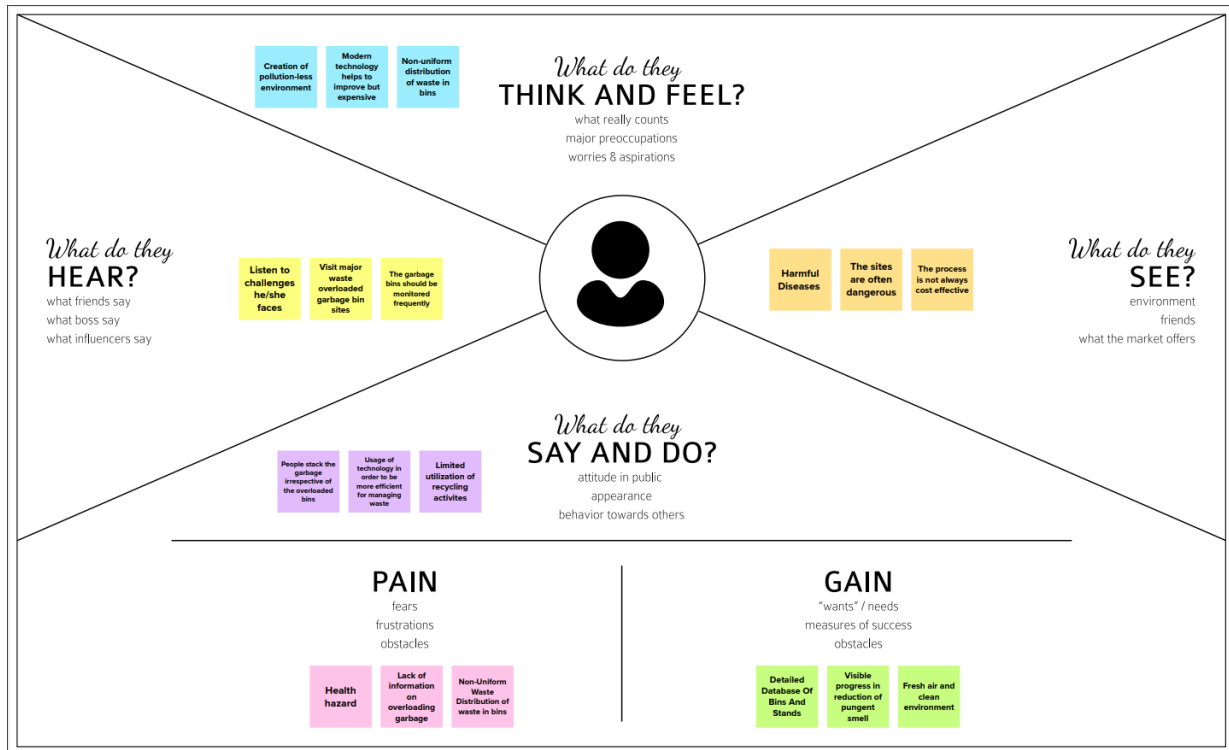 Creation of
pollution-less
environment
Modern
technology
helps to
improve but
expensive
Non-uniform
distribution
of waste in
bins
What do they
THINK AND FEEL?
what really counts
major preoccupations
worries & aspirations
What do they
HEAR?
what friends say
what boss say
what influencers say
Listen to
challenges
he/she
faces
Visit major
waste
overloaded
garbage bin
sites
The garbage
bins should be
monitored
frequently
Harmful
Diseases
The sites
are often
dangerous
The process
is not always
cost effective
What do they
SEE?
environment
friends
what the market offers
What do they
SAY AND DO?
attitude in public
appearance
behavior towards others
People stack the
garbage
irrespective of
the overloaded
bins
Usage of
technology in
order to be
more efficient
for managing
waste
Limited
utilization of
recycling
activites
PAIN
fears
frustrations
obstacles
Health
hazard
Lack of
information
on
overloading
garbage
Non-Uniform
Waste
Distribution of
waste in bins
GAIN
“wants” / needs
measures of success
obstacles
Detailed
Database Of
Bins And
Stands
Visible
progress in
reduction of
pungent
smell
Fresh air and
clean
environment